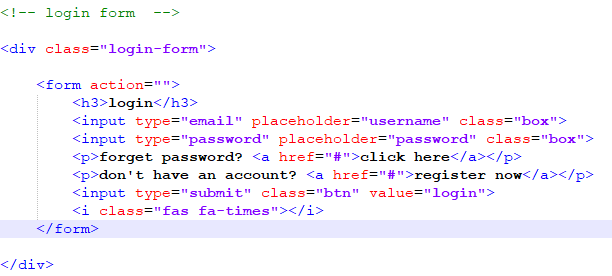 <!-- login form  -->
<div class="login-form">
<form action="">
<h3>login</h3>
<input type="email" placeholder="username" class="box">
<input type="password" placeholder="password" class="box">
<p>forget password? <a href="#">click here</a></p>
<p>don't have an account? <a href="#">register now</a></p>
<input type="submit" class="btn" value="login">
<i class="fas fa-times"></i>
</form>
</div>